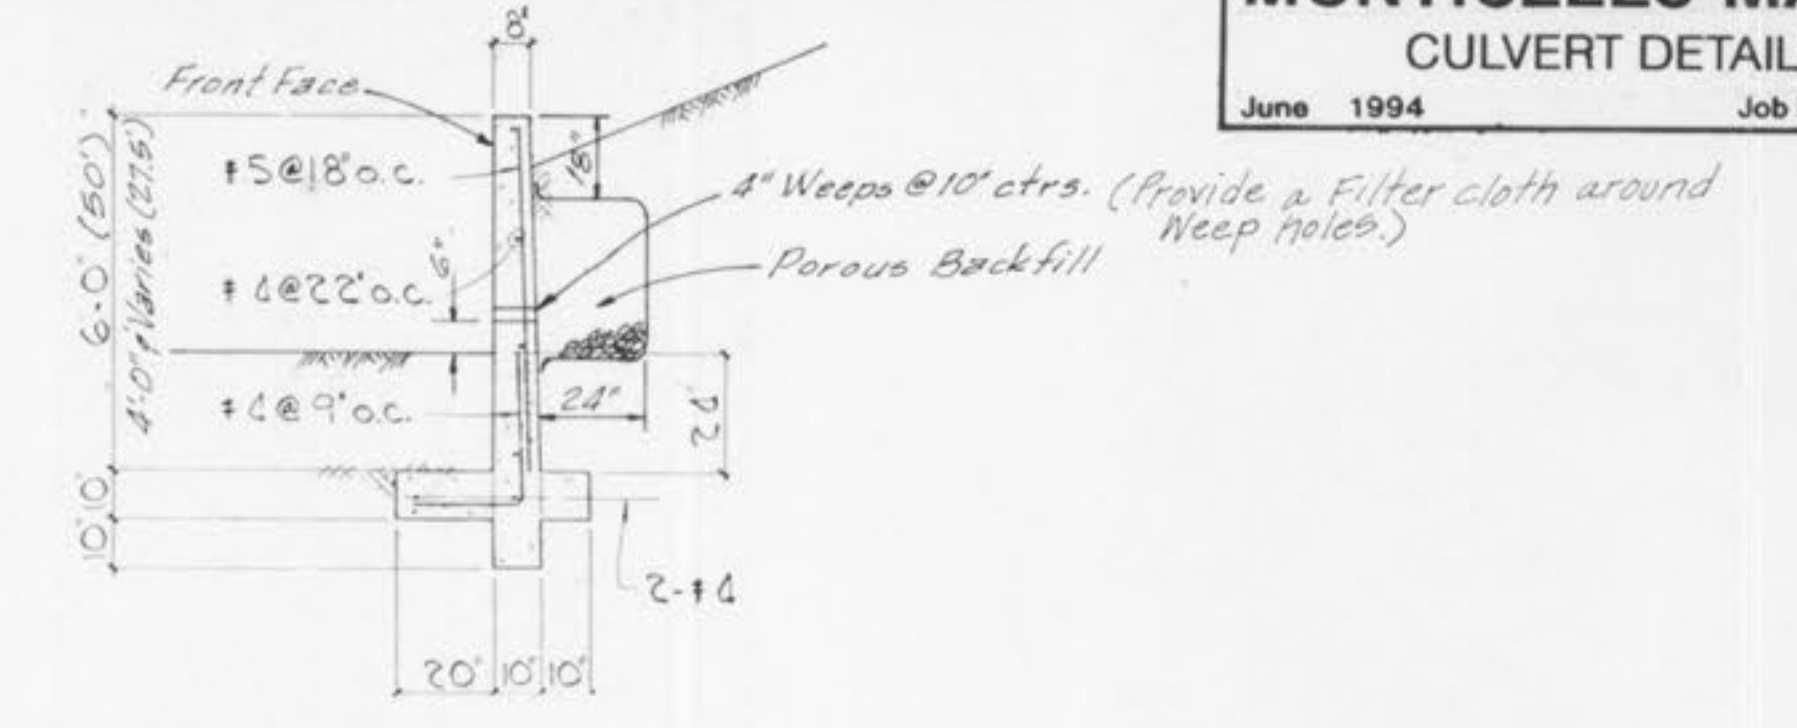 MONTICELLO MA
CULVERT DETAIL
June 1994 Job
8"
Front Face
6'-0" (50')
4'-0" & Varies (27.5')
#5@18"o.c.
18"
4" Weeps @10' ctrs. (Provide a Filter cloth around
Weep holes.)
6"
Porous Backfill
#4@22"o.c.
#4@9"o.c.
24"
10"
10"
2-#4
20" 10" 10"